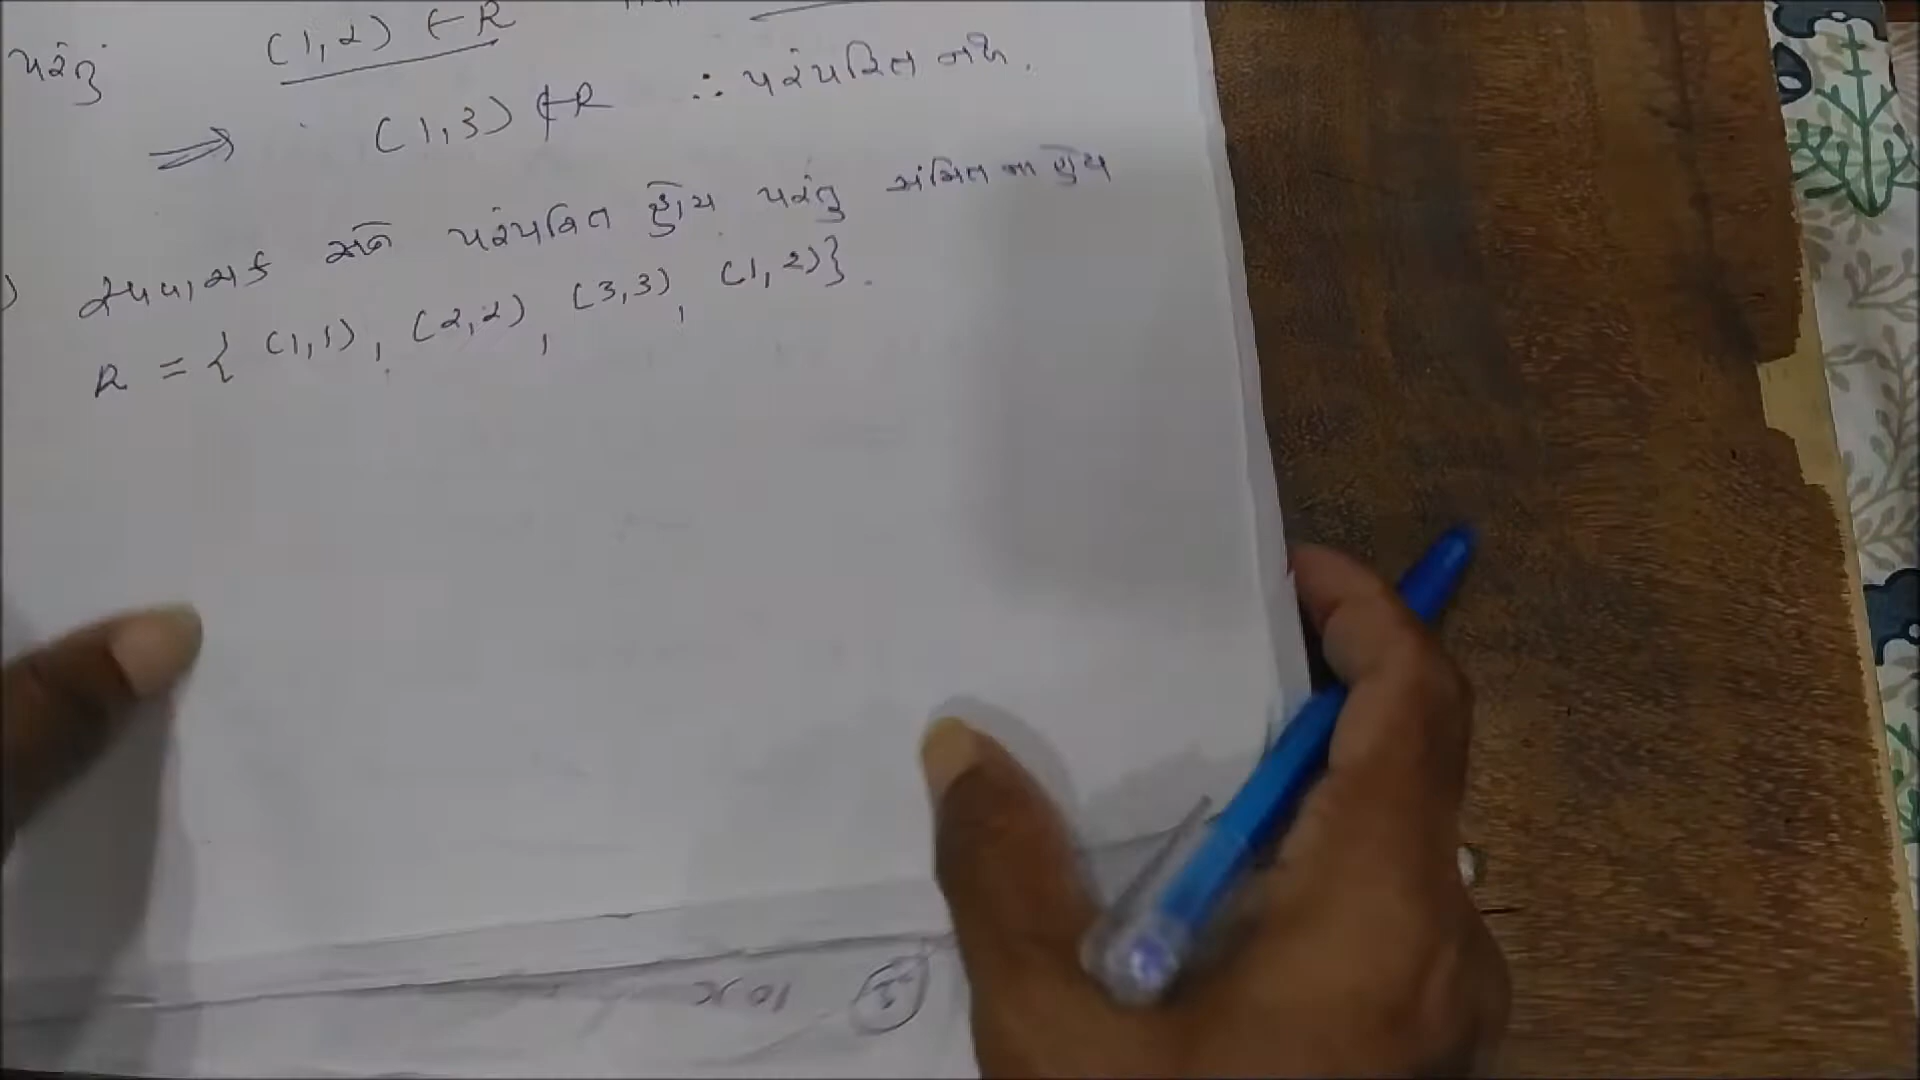 પરંતુ (1,2) ∈ R
⇒ (1,3) ∉ R ∴ પરંપરિત નથી.
) સ્વવાચક અને પરંપરિત હોય પરંતુ સંમિત ના હોય
R = { (1,1), (2,2), (3,3), (1,2)}.